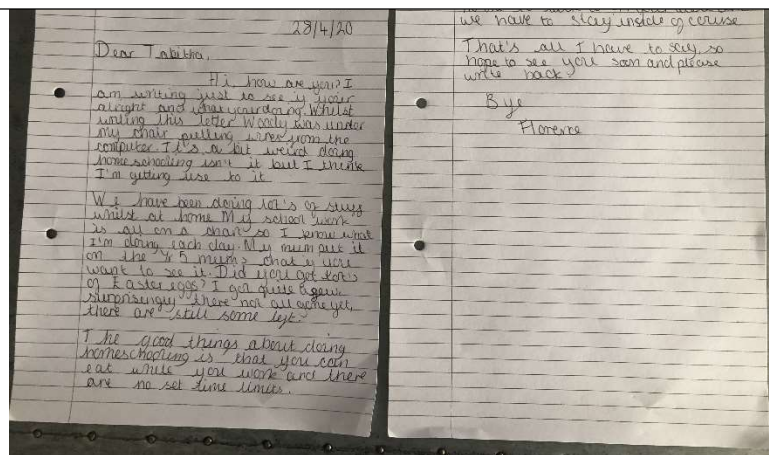 28/4/20
Dear Tabitha,
Hi how are you? I
am writing just to see if your
alright and what your doing. Whilst
writing this letter Woody was under
my chair pulling wires from the
computer. It's a bit weird doing
homeschooling isn't it but I think
I'm getting use to it
We have been doing lot's of stuff
whilst at home My school work
is all on a chart so I know what
I'm doing each day. My mum put it
on the Yr 5 mums chat if you
want to see it. Did you get lot's
of Easter eggs? I got quite a few
surprisingly there not all gone yet,
there are still some left.
The good things about doing
homeschooling is that you can
eat while you work and there
are no set time limits.
we have to stay inside of course
That's all I have to say, so
hope to see you soon and please
write back
Bye
Florence